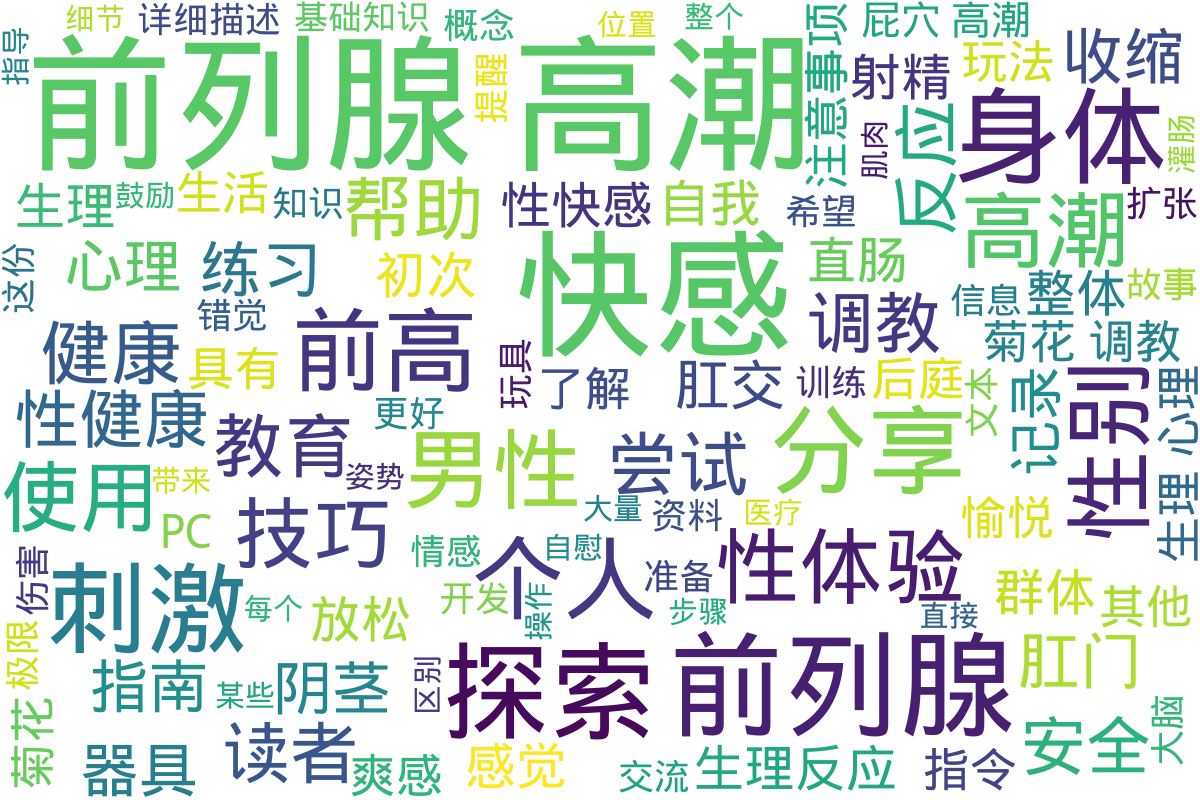 细节 详细描述 基础知识 概念 位置 整个 屁穴 高潮
指导 前列腺 高潮 提醒 注意事项 射精 玩法 收缩
肌肉 反应 身体 灌肠
生理 鼓励 生活 知识 帮助 性快感 自我 希望 高潮 扩张
这份 心理 练习 初次 快感 直肠 信息 整体 故事
错觉 调教 菊花 调教
健康 具有 前高 玩具 了解 肛交 训练 后庭 文本 记录 性别 生理 心理
性健康 教育 更好 男性 尝试 分享
使用 带来 姿势 大量 资料 医疗 愉悦
PC 技巧 情感 自慰 个人 性体验
伤害 刺激 每个 放松 开发 操作 准备 步骤 直接 群体 其他
极限 指南 某些 阴茎 区别 探索 前列腺 肛门
菊花 器具 读者 爽感 感觉 交流 生理反应 指令 安全 大脑